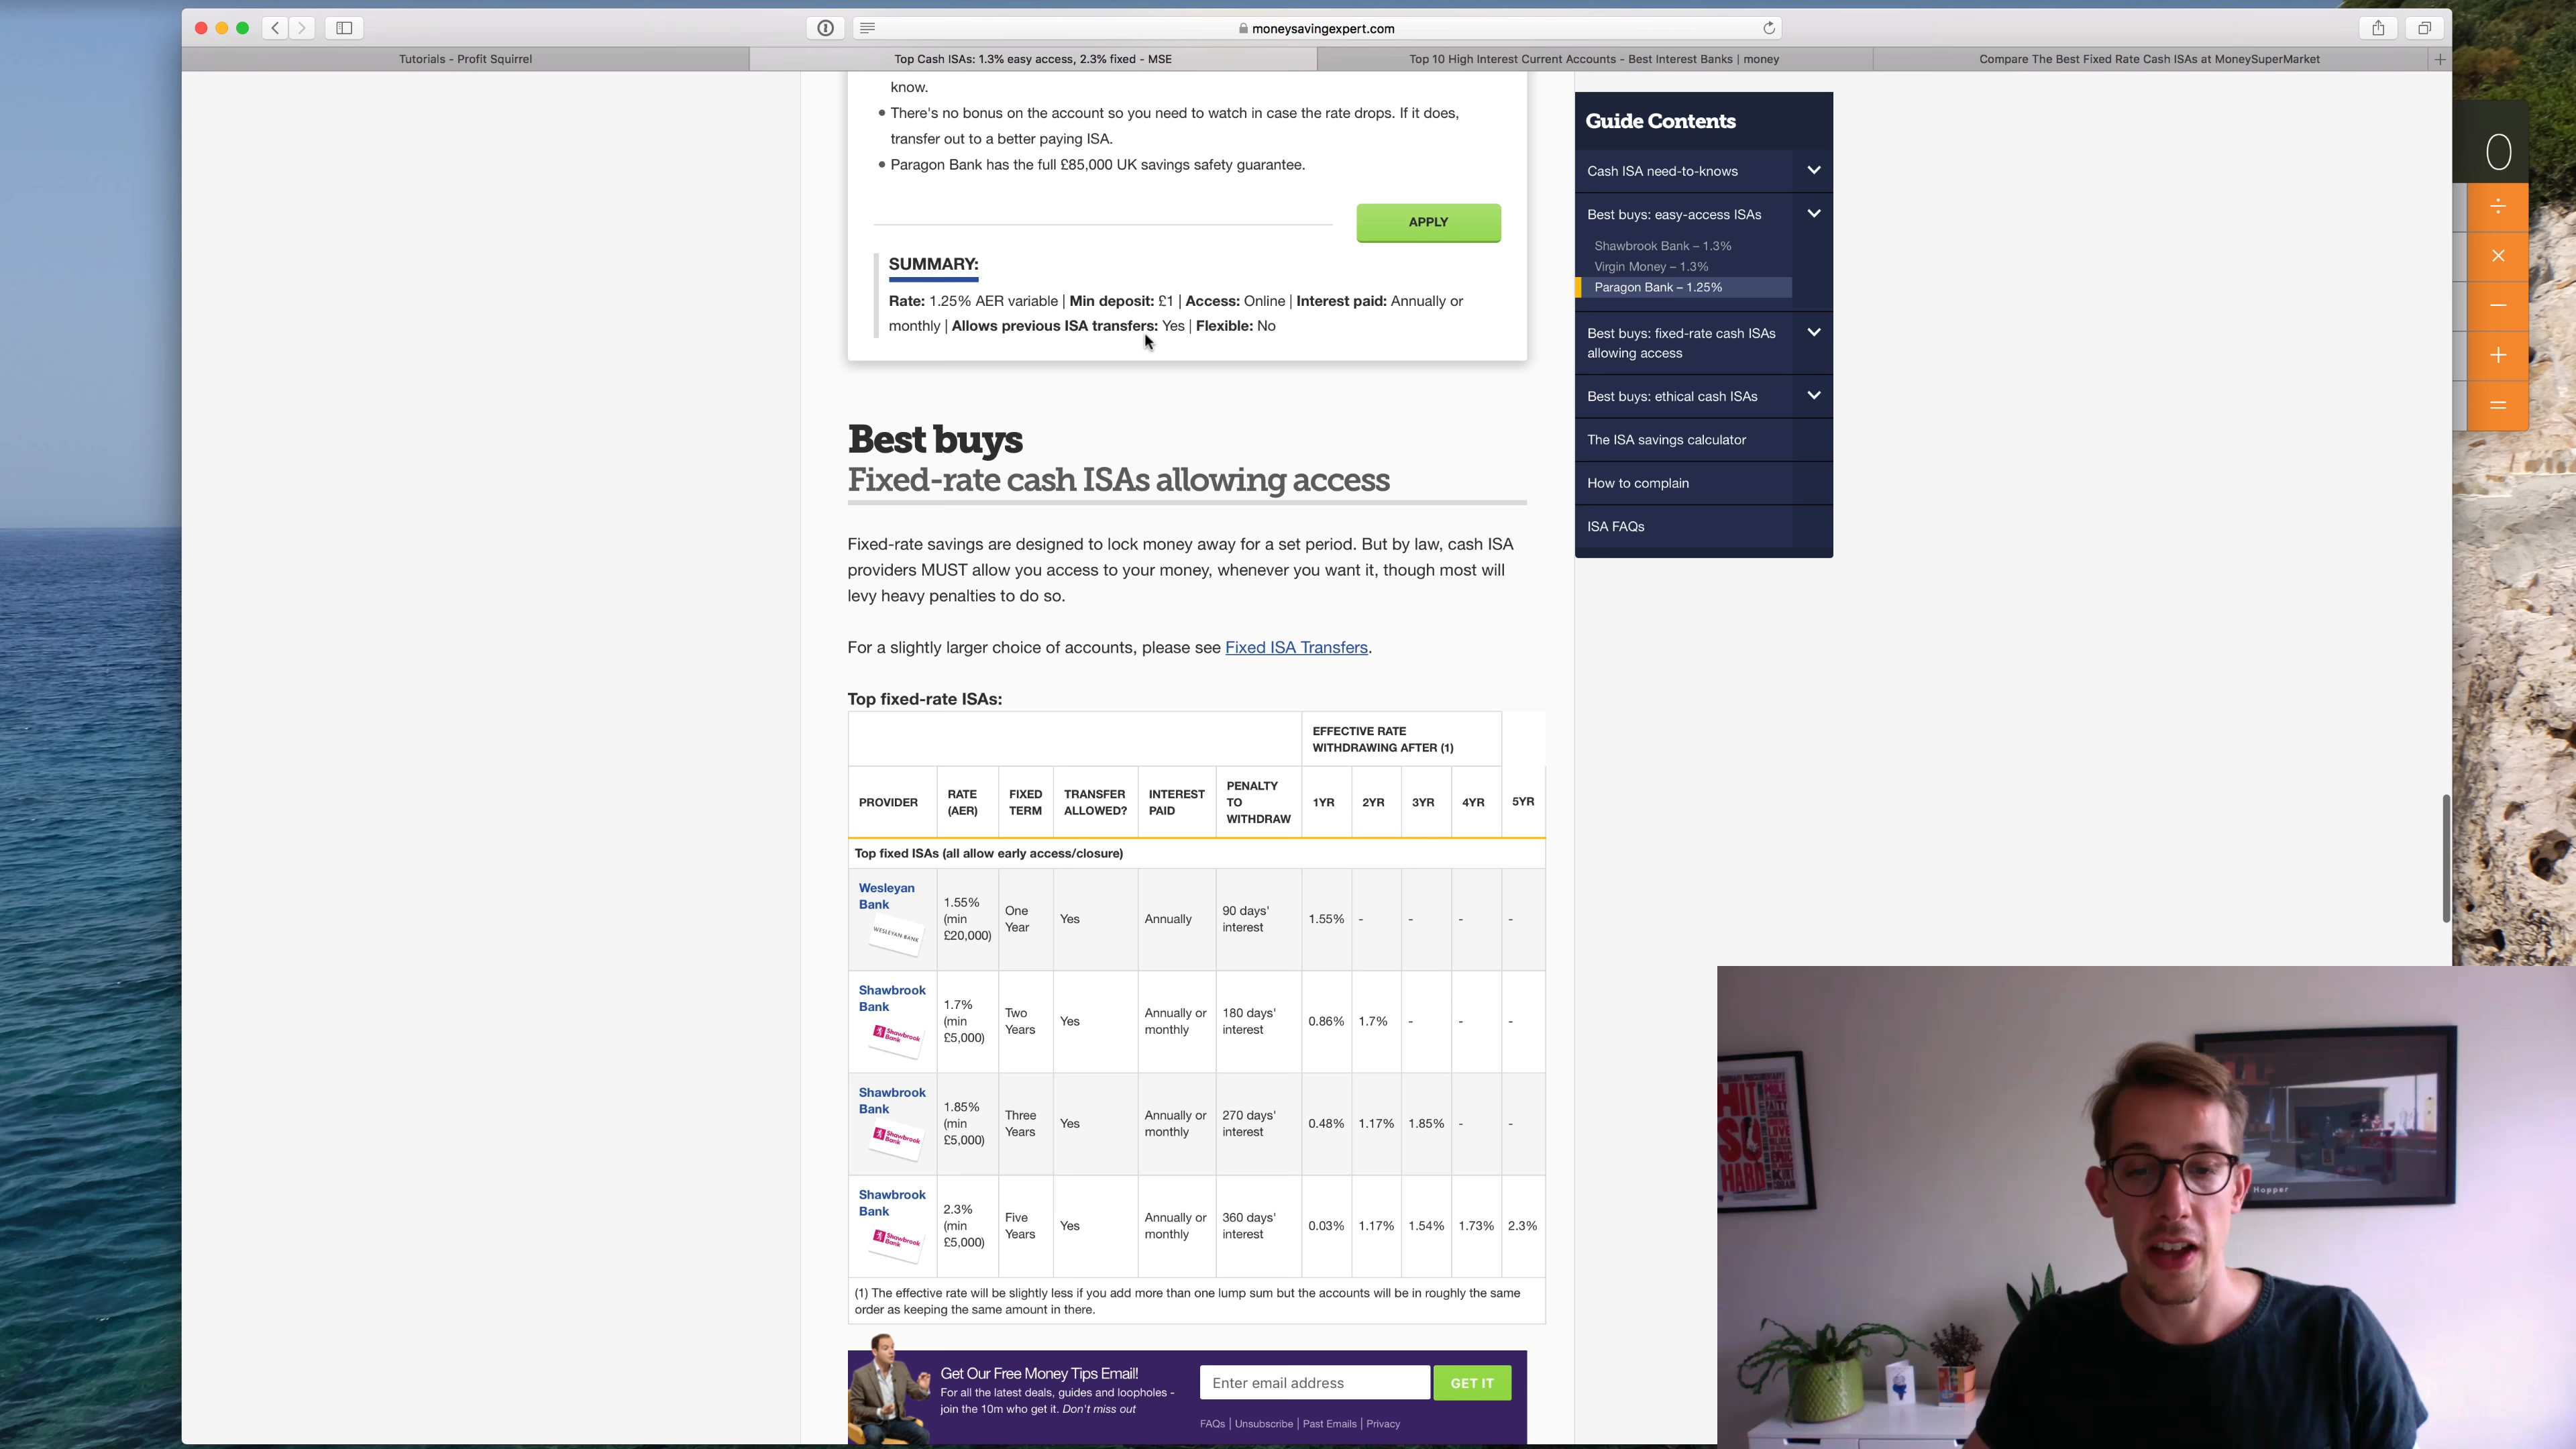 moneysavingexpert.com
Tutorials - Profit Squirrel
Top Cash ISAs: 1.3% easy access, 2.3% fixed - MSE
Top 10 High Interest Current Accounts - Best Interest Banks | money
Compare The Best Fixed Rate Cash ISAs at MoneySuperMarket
know.
• There's no bonus on the account so you need to watch in case the rate drops. If it does,
transfer out to a better paying ISA.
• Paragon Bank has the full £85,000 UK savings safety guarantee.
APPLY
SUMMARY:
Rate: 1.25% AER variable | Min deposit: £1 | Access: Online | Interest paid: Annually or
monthly | Allows previous ISA transfers: Yes | Flexible: No
Best buys
Fixed-rate cash ISAs allowing access
Fixed-rate savings are designed to lock money away for a set period. But by law, cash ISA
providers MUST allow you access to your money, whenever you want it, though most will
levy heavy penalties to do so.
For a slightly larger choice of accounts, please see Fixed ISA Transfers.
Top fixed-rate ISAs:
EFFECTIVE RATE
WITHDRAWING AFTER (1)
PROVIDER
RATE
(AER)
FIXED
TERM
TRANSFER
ALLOWED?
INTEREST
PAID
PENALTY
TO
WITHDRAW
1YR
2YR
3YR
4YR
5YR
Top fixed ISAs (all allow early access/closure)
Wesleyan
Bank
WESLEYAN BANK
1.55%
(min
£20,000)
One
Year
Yes
Annually
90 days'
interest
1.55%
-
-
-
-
Shawbrook
Bank
Shawbrook
Bank
1.7%
(min
£5,000)
Two
Years
Yes
Annually or
monthly
180 days'
interest
0.86%
1.7%
-
-
-
Shawbrook
Bank
Shawbrook
Bank
1.85%
(min
£5,000)
Three
Years
Yes
Annually or
monthly
270 days'
interest
0.48%
1.17%
1.85%
-
-
Shawbrook
Bank
Shawbrook
Bank
2.3%
(min
£5,000)
Five
Years
Yes
Annually or
monthly
360 days'
interest
0.03%
1.17%
1.54%
1.73%
2.3%
(1) The effective rate will be slightly less if you add more than one lump sum but the accounts will be in roughly the same
order as keeping the same amount in there.
Get Our Free Money Tips Email!
For all the latest deals, guides and loopholes -
join the 10m who get it. Don't miss out
Enter email address
GET IT
FAQs | Unsubscribe | Past Emails | Privacy
Guide Contents
Cash ISA need-to-knows
Best buys: easy-access ISAs
Shawbrook Bank – 1.3%
Virgin Money – 1.3%
Paragon Bank – 1.25%
Best buys: fixed-rate cash ISAs
allowing access
Best buys: ethical cash ISAs
The ISA savings calculator
How to complain
ISA FAQs
0
÷
×
−
+
=
HARD
Hopper